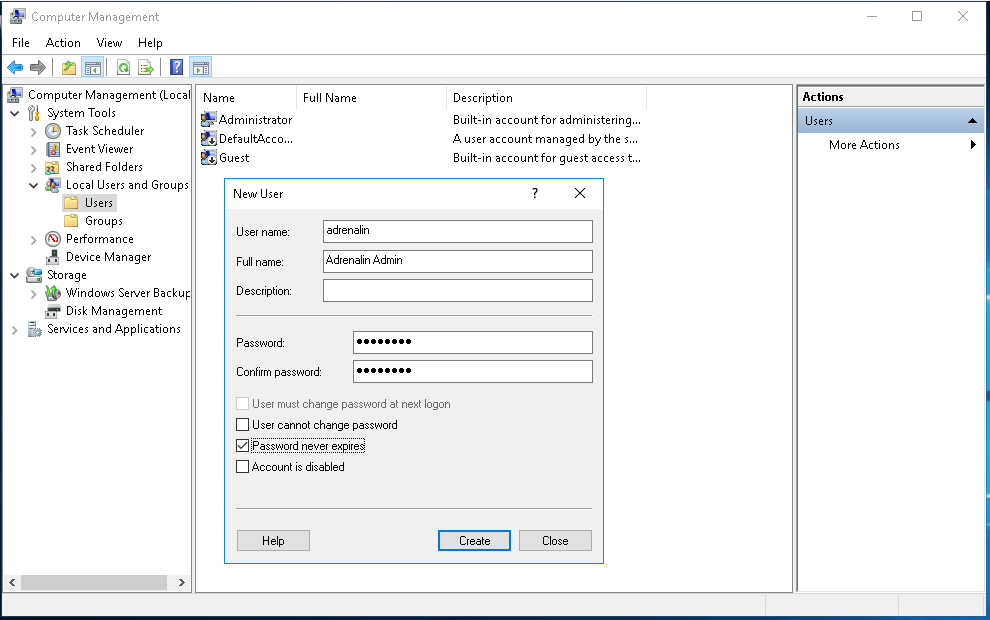 Computer Management
File Action View Help
Computer Management (Local
System Tools
Task Scheduler
Event Viewer
Shared Folders
Local Users and Groups
Users
Groups
Performance
Device Manager
Storage
Windows Server Backup
Disk Management
Services and Applications
Name Full Name Description
Administrator Built-in account for administering...
DefaultAcco... A user account managed by the s...
Guest Built-in account for guest access t...
New User ?
User name: adrenalin
Full name: Adrenalin Admin
Description:
Password: ••••••••
Confirm password: ••••••••
User must change password at next logon
User cannot change password
Password never expires
Account is disabled
Help Create Close
Actions
Users
More Actions